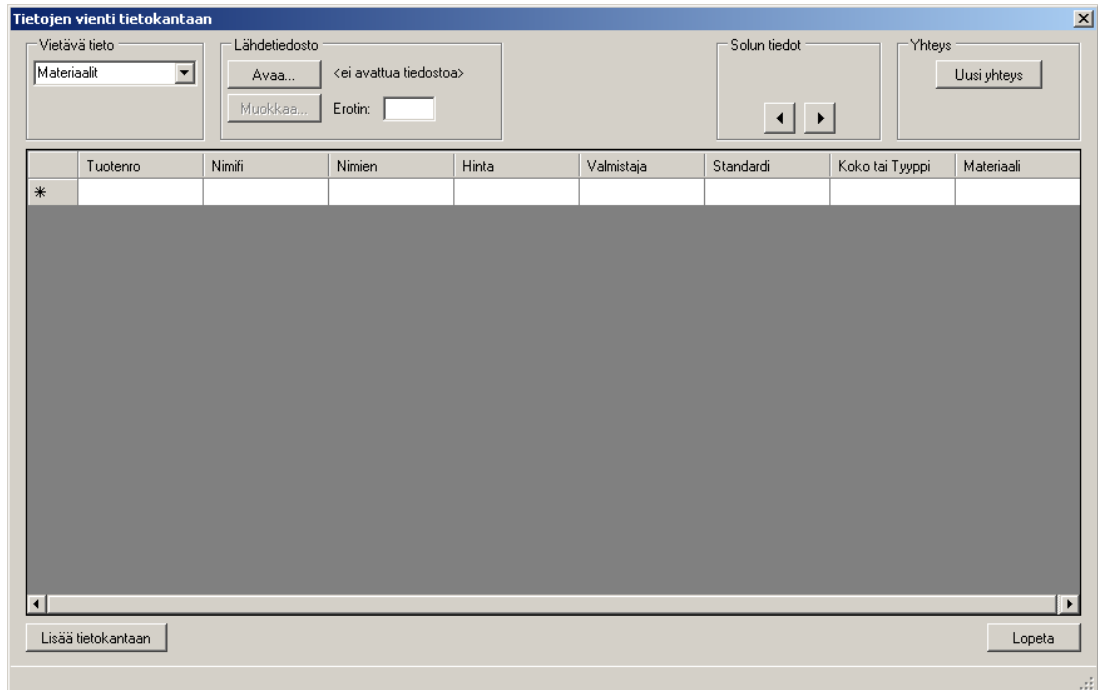 Tietojen vienti tietokantaan
Vietävä tieto
Lähdetiedosto
Solun tiedot
Yhteys
Materiaalit
Avaa...
<ei avattua tiedostoa>
Uusi yhteys
Muokkaa...
Erotin:
Tuotenro
Nimifi
Nimien
Hinta
Valmistaja
Standardi
Koko tai Tyyppi
Materiaali
Lisää tietokantaan
Lopeta